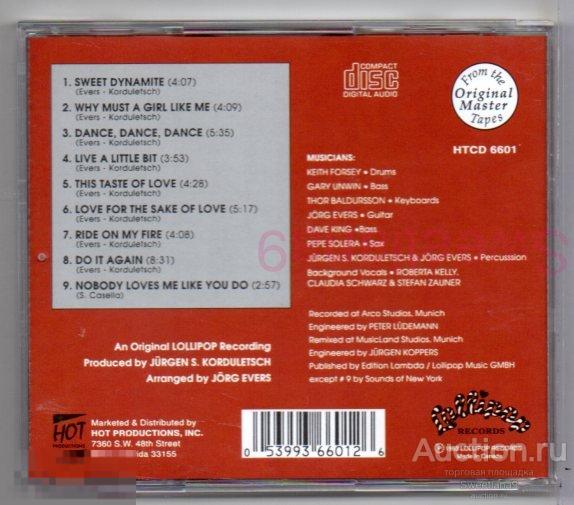 1. SWEET DYNAMITE (4:07)
(Evers - Korduletsch)
2. WHY MUST A GIRL LIKE ME (4:09)
(Evers - Korduletsch)
3. DANCE, DANCE, DANCE (5:35)
(Evers - Korduletsch)
4. LIVE A LITTLE BIT (3:53)
(Evers - Korduletsch)
5. THIS TASTE OF LOVE (4:28)
(Evers - Korduletsch)
6. LOVE FOR THE SAKE OF LOVE (5:17)
(Evers - Korduletsch)
7. RIDE ON MY FIRE (4:08)
(Evers - Korduletsch)
8. DO IT AGAIN (8:31)
(Evers - Korduletsch)
9. NOBODY LOVES ME LIKE YOU DO (2:57)
(S. Casella)
An Original LOLLIPOP Recording
Produced by JÜRGEN S. KORDULETSCH
Arranged by JÖRG EVERS
COMPACT
disc
DIGITAL AUDIO
From the
Original
Master
Tapes
HTCD 6601
MUSICIANS:
KEITH FORSEY • Drums
GARY UNWIN • Bass
THOR BALDURSSON • Keyboards
JÖRG EVERS • Guitar
DAVE KING •Bass
PEPE SOLERA • Sax
JÜRGEN S. KORDULETSCH & JÖRG EVERS • Percussion
Background Vocals • ROBERTA KELLY,
CLAUDIA SCHWARZ & STEFAN ZAUNER
Recorded at Arco Studios, Munich
Engineered by PETER LÜDEMANN
Remixed at MusicLand Studios, Munich
Engineered by JÜRGEN KOPPERS
Published by Edition Lambda / Lollipop Music GMBH
except # 9 by Sounds of New York
HOT
PRODUCTIONS
Marketed & Distributed by
HOT PRODUCTIONS, INC.
7360 S.W. 48th Street
33155
0 53993 66012 6
Lollipop
RECORDS
LOLLIPOP RECORDS
Made in Canada
Auction.ru
торговая площадка